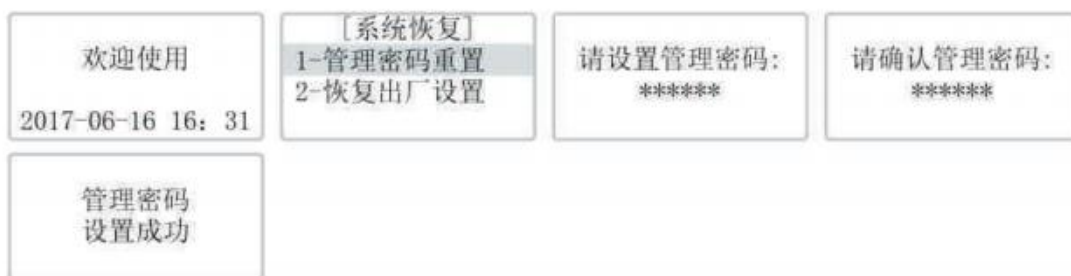 欢迎使用
2017-06-16 16: 31
[系统恢复]
1-管理密码重置
2-恢复出厂设置
请设置管理密码:
******
请确认管理密码:
******
管理密码
设置成功